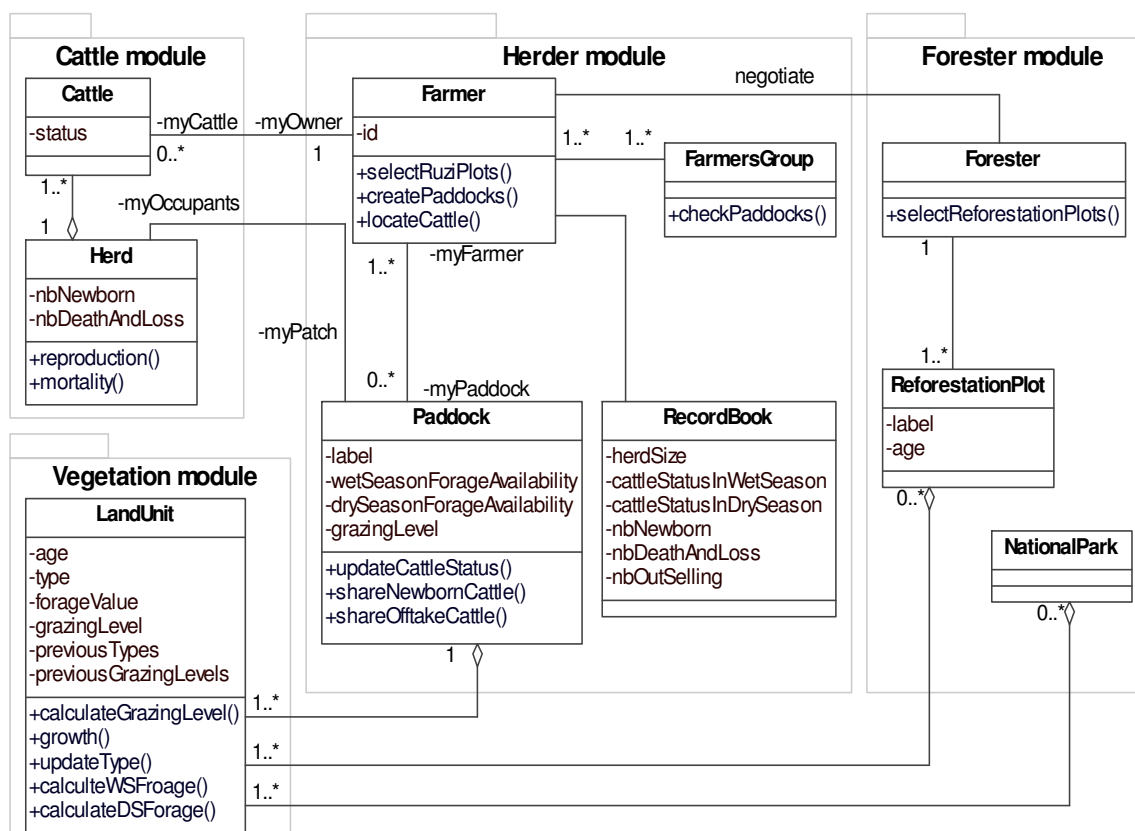 Cattle module
Cattle
-status
-myCattle
0..*
-myOwner
1
1..*
1
-myOccupants
Herd
-nbNewborn
-nbDeathAndLoss
+reproduction()
+mortality()
-myPatch
Herder module
Farmer
-id
+selectRuziPlots()
+createPaddocks()
+locateCattle()
1..*
1..*
FarmersGroup
+checkPaddocks()
negotiate
1..*
-myFarmer
0..*
-myPaddock
Paddock
-label
-wetSeasonForageAvailability
-drySeasonForageAvailability
-grazingLevel
+updateCattleStatus()
+shareNewbornCattle()
+shareOfftakeCattle()
1
RecordBook
-herdSize
-cattleStatusInWetSeason
-cattleStatusInDrySeason
-nbNewborn
-nbDeathAndLoss
-nbOutSelling
Forester module
Forester
+selectReforestationPlots()
1
1..*
ReforestationPlot
-label
-age
0..*
NationalPark
0..*
Vegetation module
LandUnit
-age
-type
-forageValue
-grazingLevel
-previousTypes
-previousGrazingLevels
+calculateGrazingLevel()
+growth()
+updateType()
+calculteWSFroage()
+calculateDSForage()
1..*
1..*
1..*